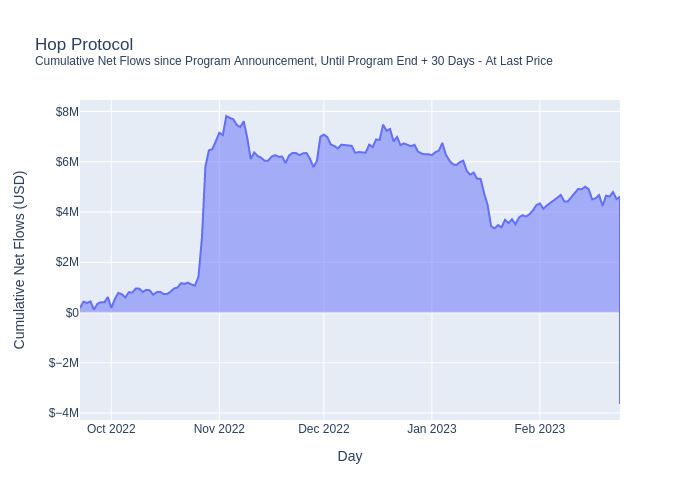 Hop Protocol
Cumulative Net Flows since Program Announcement, Until Program End + 30 Days - At Last Price
Cumulative Net Flows (USD)
$8M
$6M
$4M
$2M
$0
$−2M
$−4M
Oct 2022
Nov 2022
Dec 2022
Jan 2023
Feb 2023
Day